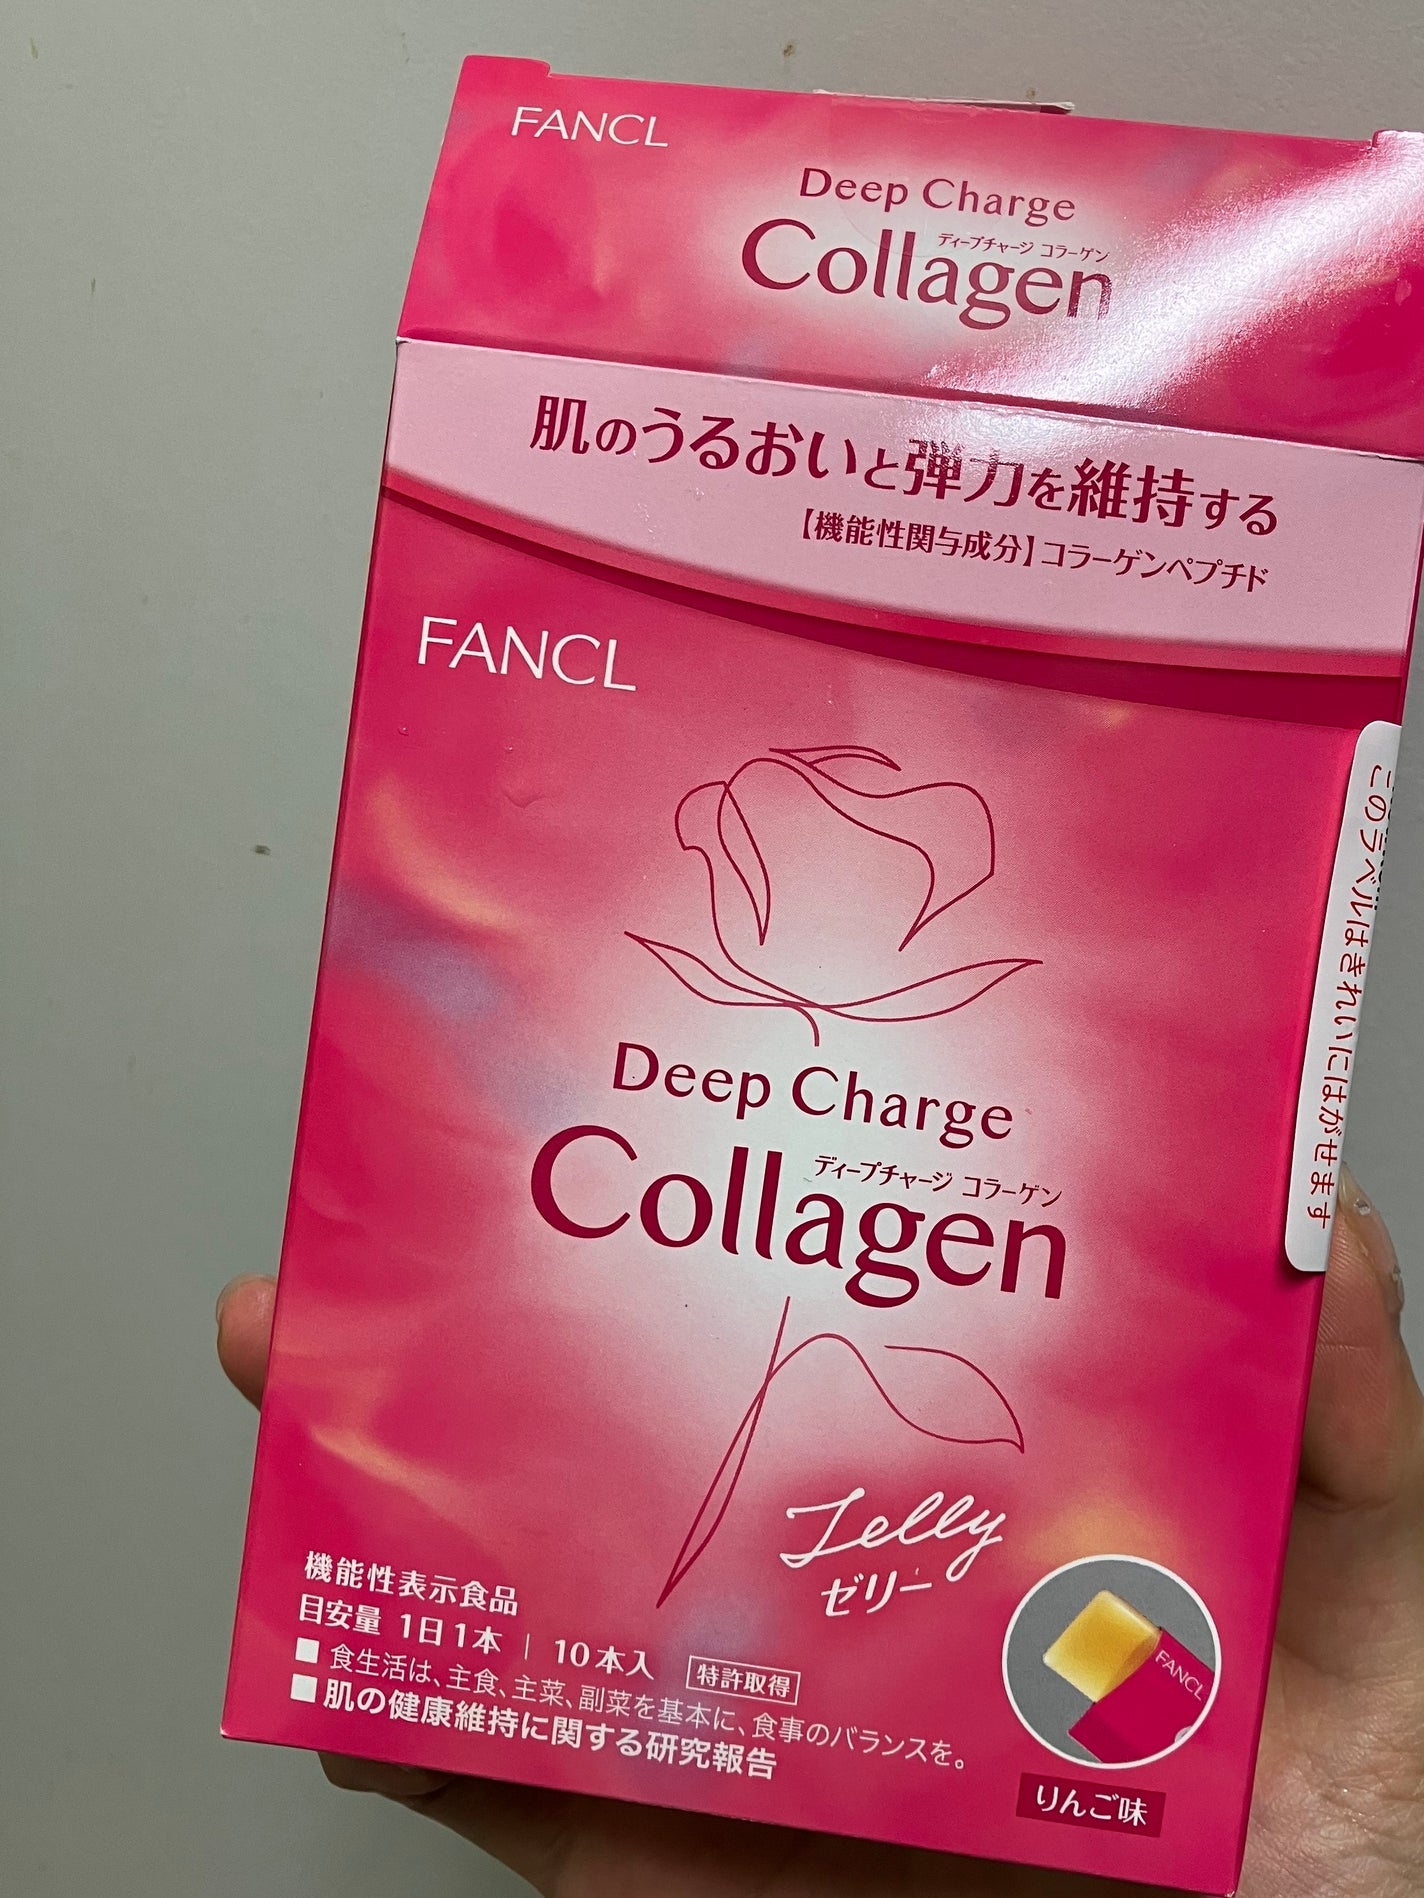 FANCL
Deep Charge
ディープチャージ コラーゲン
Collagen
肌のうるおいと弾力を維持する
【機能性関与成分】コラーゲンペプチド
FANCL
Deep Charge
ディープチャージ コラーゲン
Collagen
Jelly
ゼリー
機能性表示食品
目安量 1日1本 | 10本入 特許取得
■ 食生活は、主食、主菜、副菜を基本に、食事のバランスを。
■ 肌の健康維持に関する研究報告
FANCL
りんご味
このラベルはきれいにはがせます